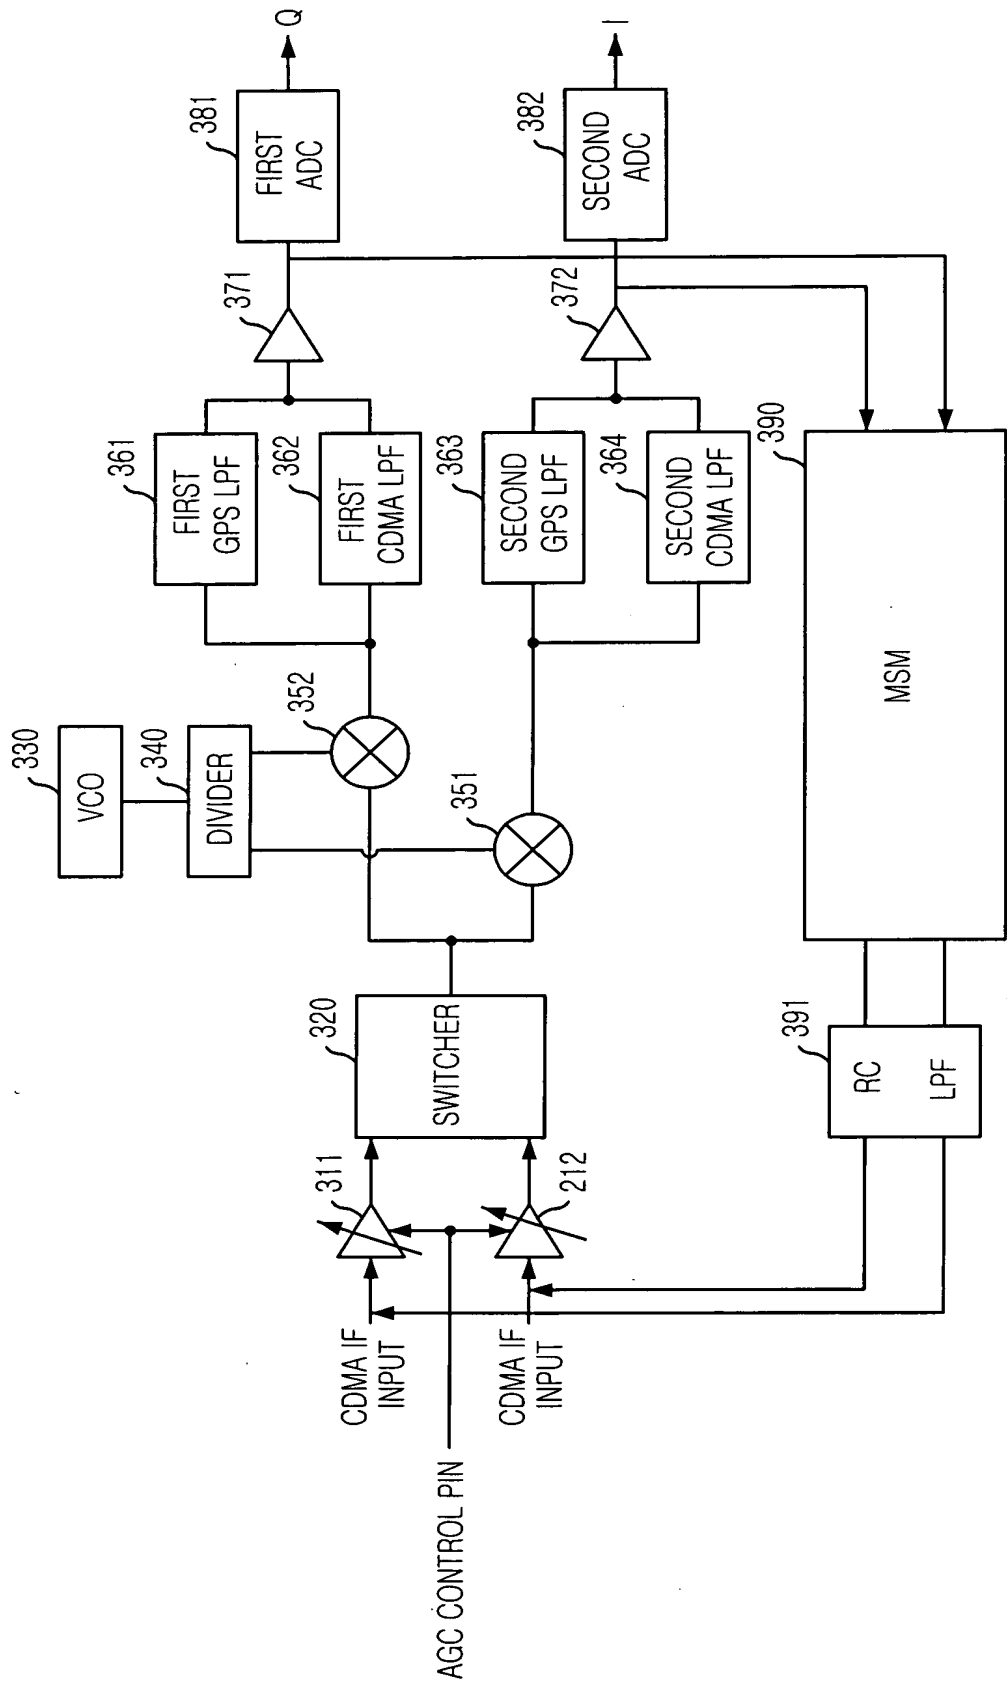 330
VCO
340
DIVIDER
352
351
361
FIRST
GPS LPF
362
FIRST
CDMA LPF
363
SECOND
GPS LPF
364
SECOND
CDMA LPF
371
372
381
FIRST
ADC
Q
382
SECOND
ADC
I
320
SWITCHER
311
212
CDMA IF
INPUT
CDMA IF
INPUT
AGC CONTROL PIN
390
MSM
391
RC
LPF